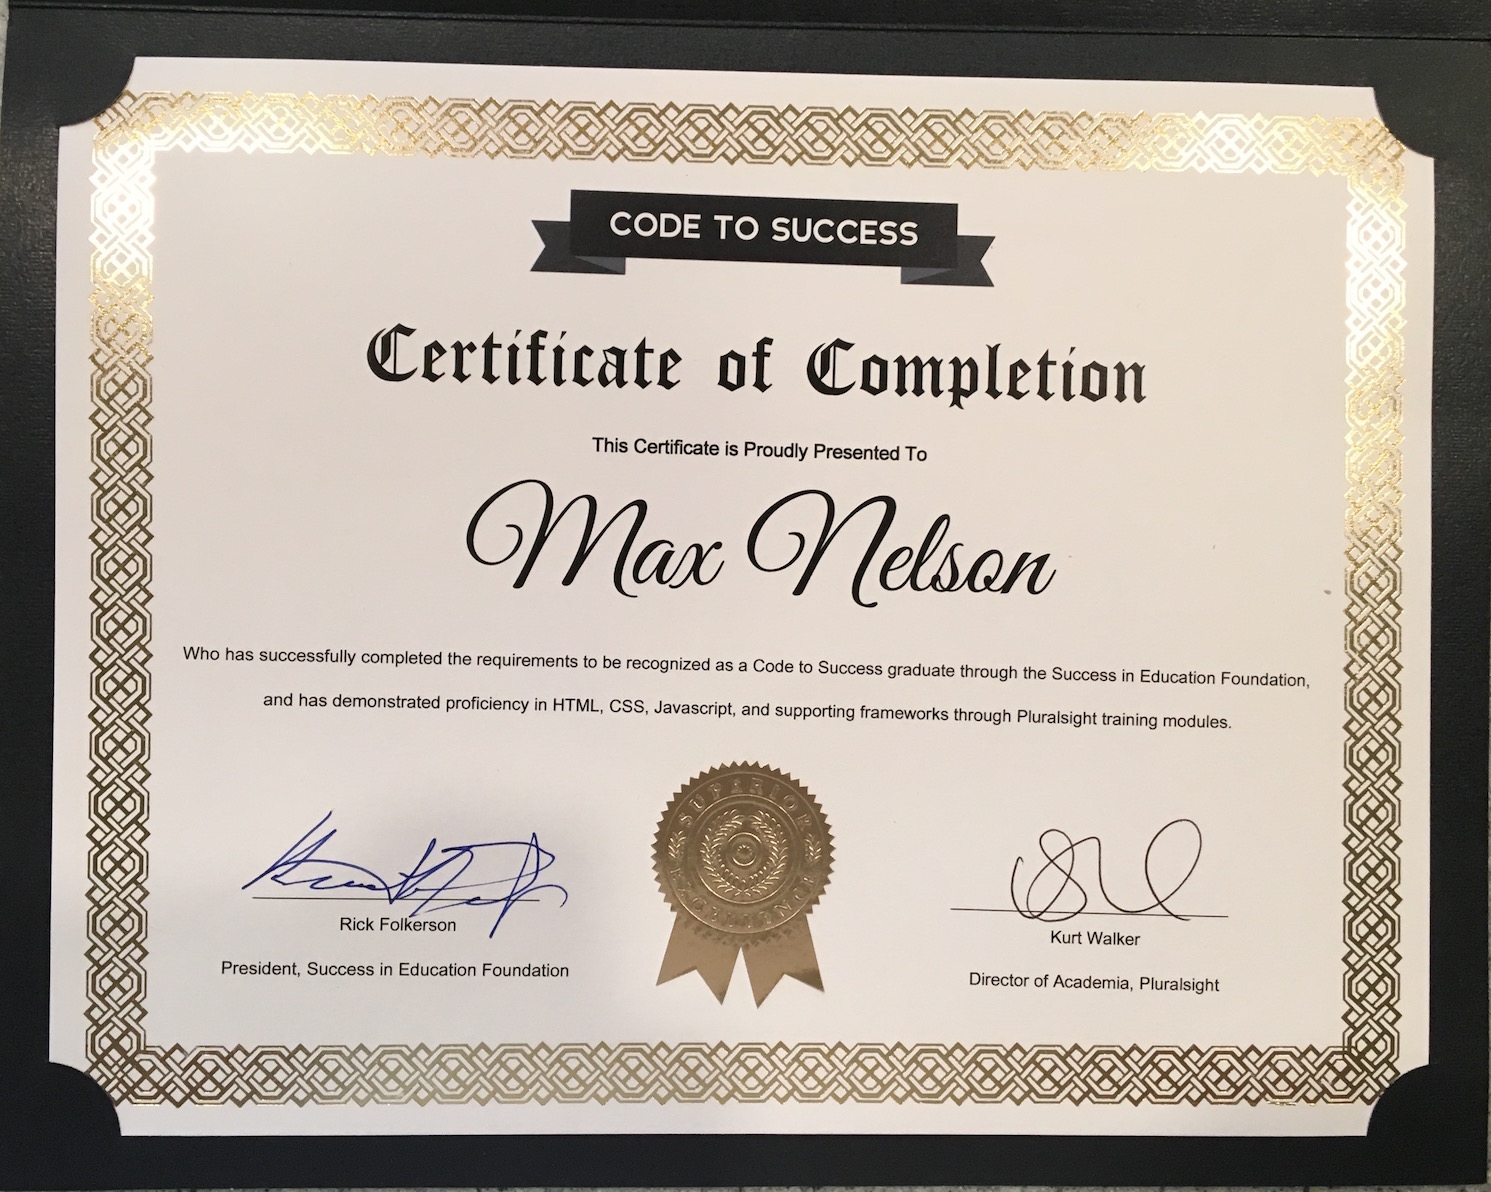 CODE TO SUCCESS
Certificate of Completion
This Certificate is Proudly Presented To
Max Nelson
Who has successfully completed the requirements to be recognized as a Code to Success graduate through the Success in Education Foundation,
and has demonstrated proficiency in HTML, CSS, Javascript, and supporting frameworks through Pluralsight training modules.
SUPERIOR
EXCELLENCE
Rick Folkerson
President, Success in Education Foundation
Kurt Walker
Director of Academia, Pluralsight